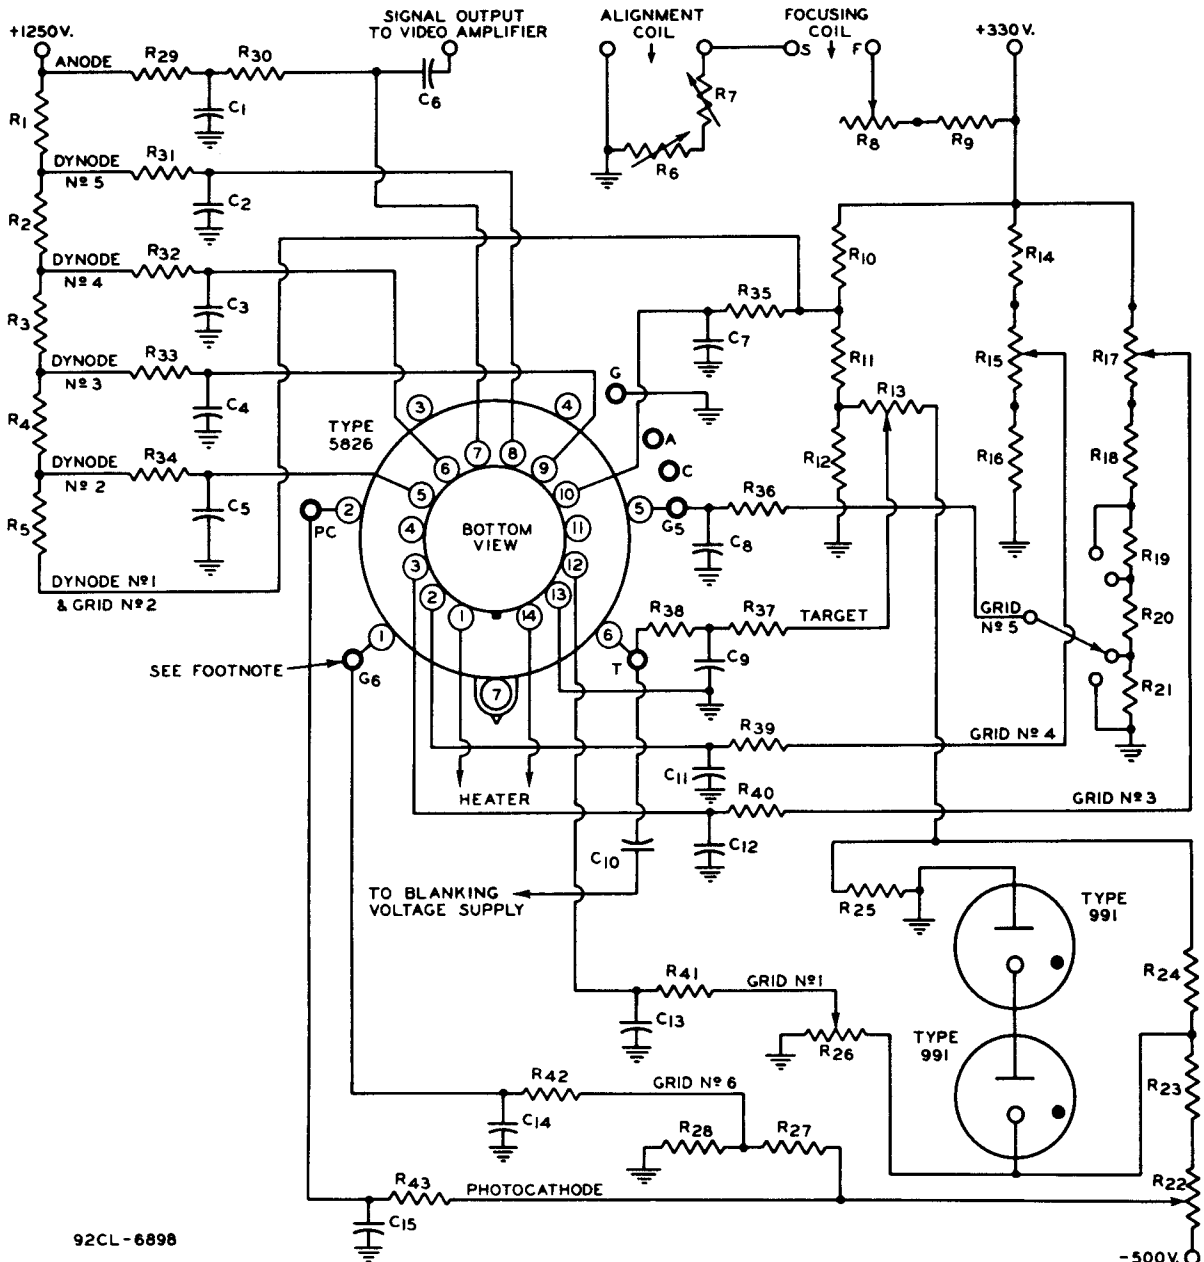 +1250V.
SIGNAL OUTPUT
TO VIDEO AMPLIFIER
ALIGNMENT
COIL
FOCUSING
COIL
+330V.
S
F
ANODE
R29
R30
C6
C1
R1
R7
R6
R8
R9
DYNODE
Nº 5
R31
C2
R2
DYNODE
Nº 4
R32
C3
R3
R10
R14
R35
C7
DYNODE
Nº 3
R33
C4
R4
R11
R15
R17
R13
G
A
C
TYPE
5826
3
4
6
7
8
9
5
10
4
11
3
12
2
13
1
14
2
5
1
6
7
BOTTOM
VIEW
DYNODE
Nº 2
R34
C5
R5
PC
G5
R36
C8
R12
R16
R18
R19
R20
R21
DYNODE Nº1
& GRID Nº2
R38
R37
TARGET
C9
GRID
Nº 5
SEE FOOTNOTE
G6
T
R39
GRID Nº 4
C11
HEATER
R40
GRID Nº 3
C12
C10
TO BLANKING
VOLTAGE SUPPLY
R25
TYPE
991
R24
R41
GRID Nº1
C13
R26
TYPE
991
R23
R42
GRID Nº 6
C14
R28
R27
R43
PHOTOCATHODE
R22
C15
92CL-6898
-500V.